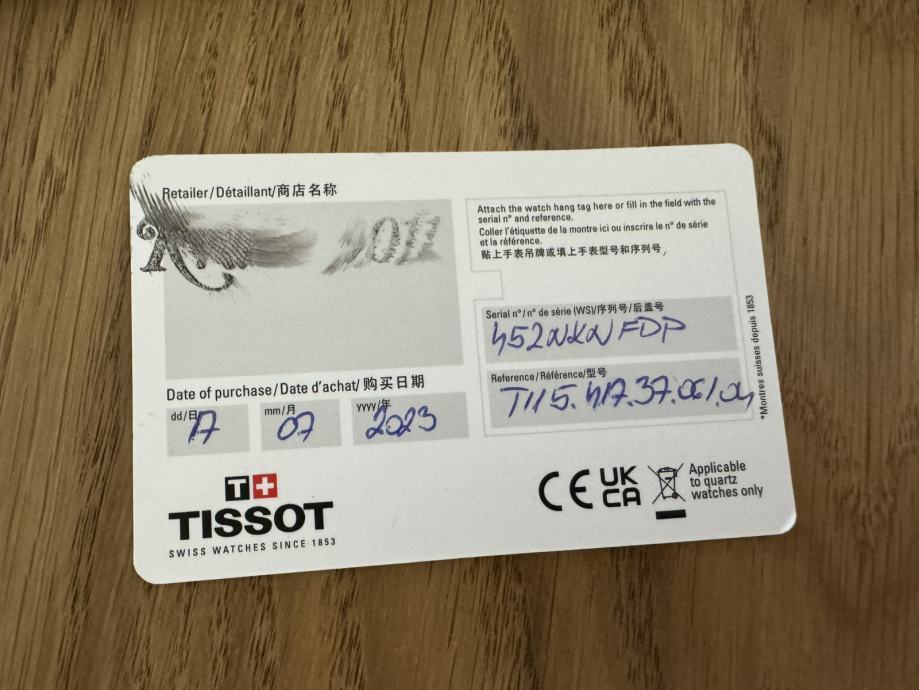 Retailer/Détaillant/商店名称
Attach the watch hang tag here or fill in the field with the
serial n° and reference.
Coller l'étiquette de la montre ici ou inscrire le n° de série
et la référence.
贴上手表吊牌或填上手表型号和序列号,
Serial n°/n° de série (WS)/序列号/后盖号
452NXNFDP
Reference/Référence/型号
T115.417.37.061.04
*Montres suisses depuis 1853
Date of purchase/Date d'achat/购买日期
dd/日 mm/月 yyyy/年
17 07 2023
T+
TISSOT
SWISS WATCHES SINCE 1853
CE UK
CA
Applicable
to quartz
watches only